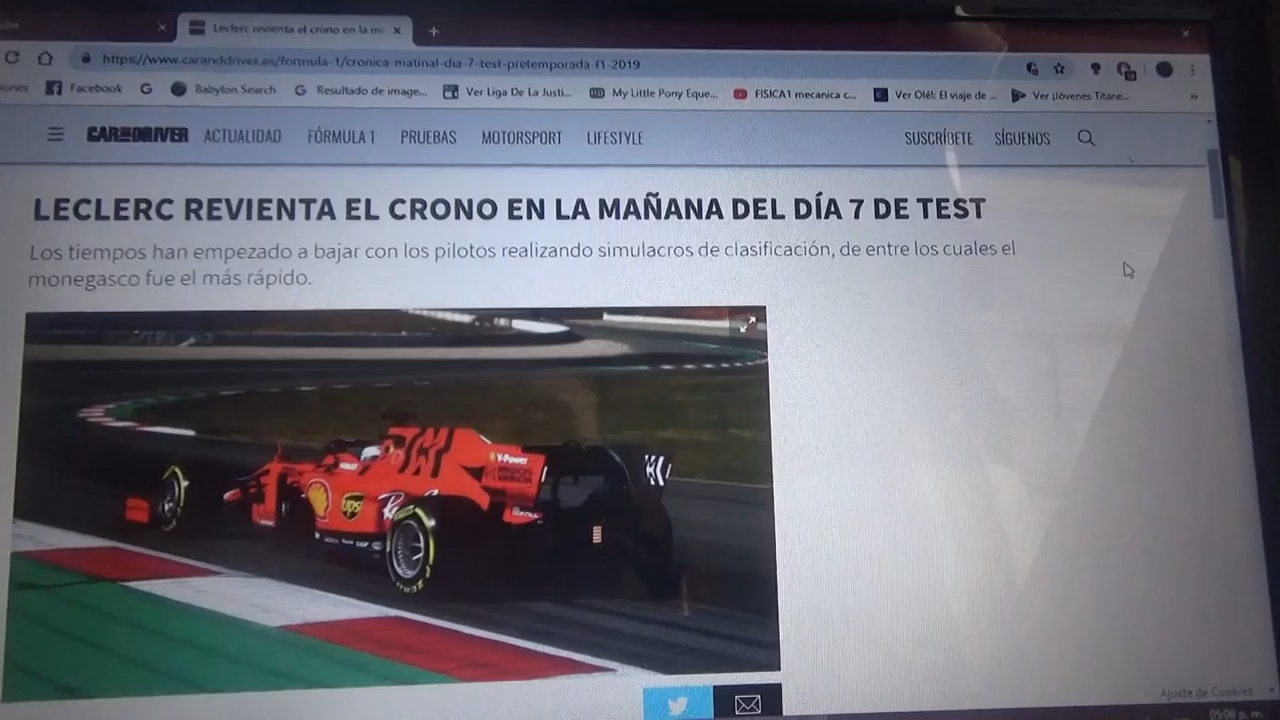 Leclerc revienta el crono en la m
https://www.caranddriver.es/formula-1/cronica-matinal-dia-7-test-pretemporada-f1-2019
Facebook
Babylon Search
Resultado de image...
Ver Liga De La Justi...
My Little Pony Eque...
FISICA1 mecanica c...
Ver Olé!: El viaje de ...
Ver ¡Jóvenes Titane...
»
CAR AND DRIVER ACTUALIDAD FÓRMULA 1 PRUEBAS MOTORSPORT LIFESTYLE SUSCRÍBETE SÍGUENOS
LECLERC REVIENTA EL CRONO EN LA MAÑANA DEL DÍA 7 DE TEST
Los tiempos han empezado a bajar con los pilotos realizando simulacros de clasificación, de entre los cuales el
monegasco fue el más rápido.
V-Power
MISSION
WINNOW
ups
P ZERO
Ajuste de Cookies
05:06 p. m.